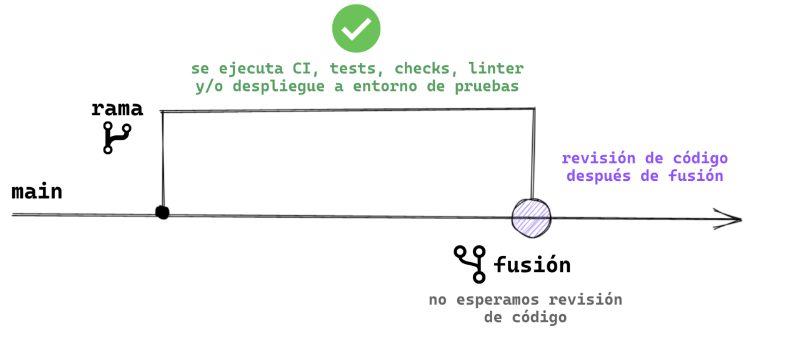 se ejecuta CI, tests, checks, linter
y/o despliegue a entorno de pruebas
rama
revisión de código
después de fusión
main
fusión
no esperamos revisión
de código